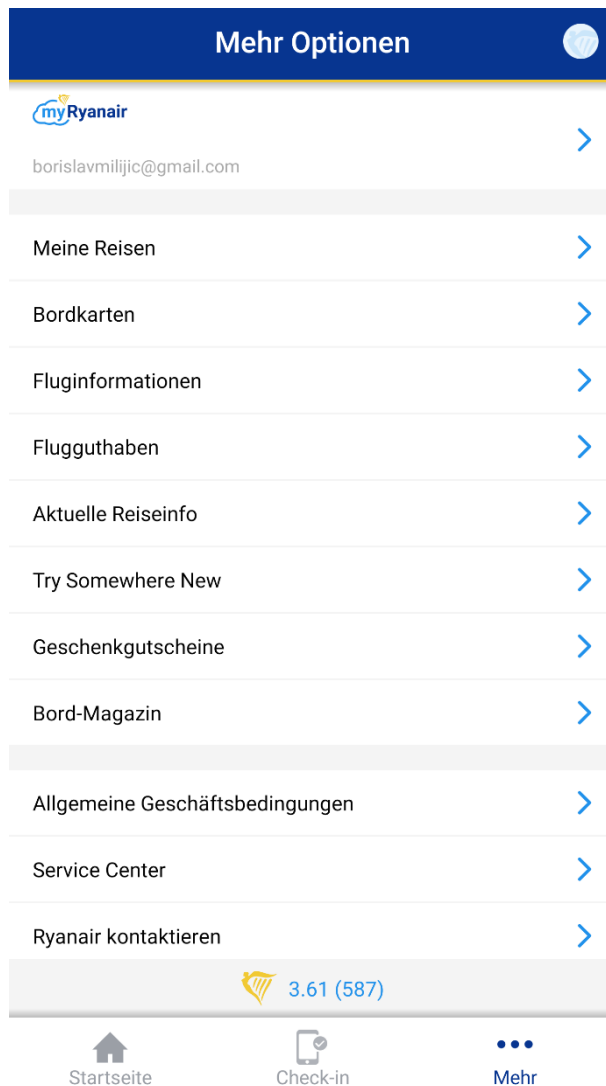 Mehr Optionen
myRyanair
borislavmilijic@gmail.com
Meine Reisen
Bordkarten
Fluginformationen
Flugguthaben
Aktuelle Reiseinfo
Try Somewhere New
Geschenkgutscheine
Bord-Magazin
Allgemeine Geschäftsbedingungen
Service Center
Ryanair kontaktieren
3.61 (587)
Startseite
Check-in
Mehr